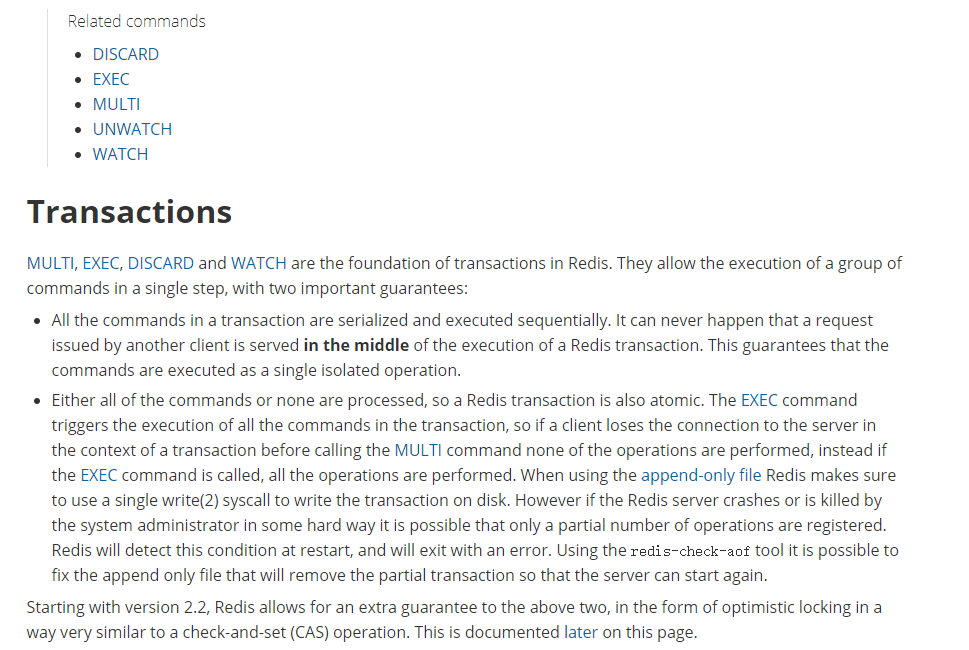 Related commands
DISCARD
EXEC
MULTI
UNWATCH
WATCH
Transactions
MULTI, EXEC, DISCARD and WATCH are the foundation of transactions in Redis. They allow the execution of a group of
commands in a single step, with two important guarantees:
All the commands in a transaction are serialized and executed sequentially. It can never happen that a request
issued by another client is served in the middle of the execution of a Redis transaction. This guarantees that the
commands are executed as a single isolated operation.
Either all of the commands or none are processed, so a Redis transaction is also atomic. The EXEC command
triggers the execution of all the commands in the transaction, so if a client loses the connection to the server in
the context of a transaction before calling the MULTI command none of the operations are performed, instead if
the EXEC command is called, all the operations are performed. When using the append-only file Redis makes sure
to use a single write(2) syscall to write the transaction on disk. However if the Redis server crashes or is killed by
the system administrator in some hard way it is possible that only a partial number of operations are registered.
Redis will detect this condition at restart, and will exit with an error. Using the redis-check-aof tool it is possible to
fix the append only file that will remove the partial transaction so that the server can start again.
Starting with version 2.2, Redis allows for an extra guarantee to the above two, in the form of optimistic locking in a
way very similar to a check-and-set (CAS) operation. This is documented later on this page.